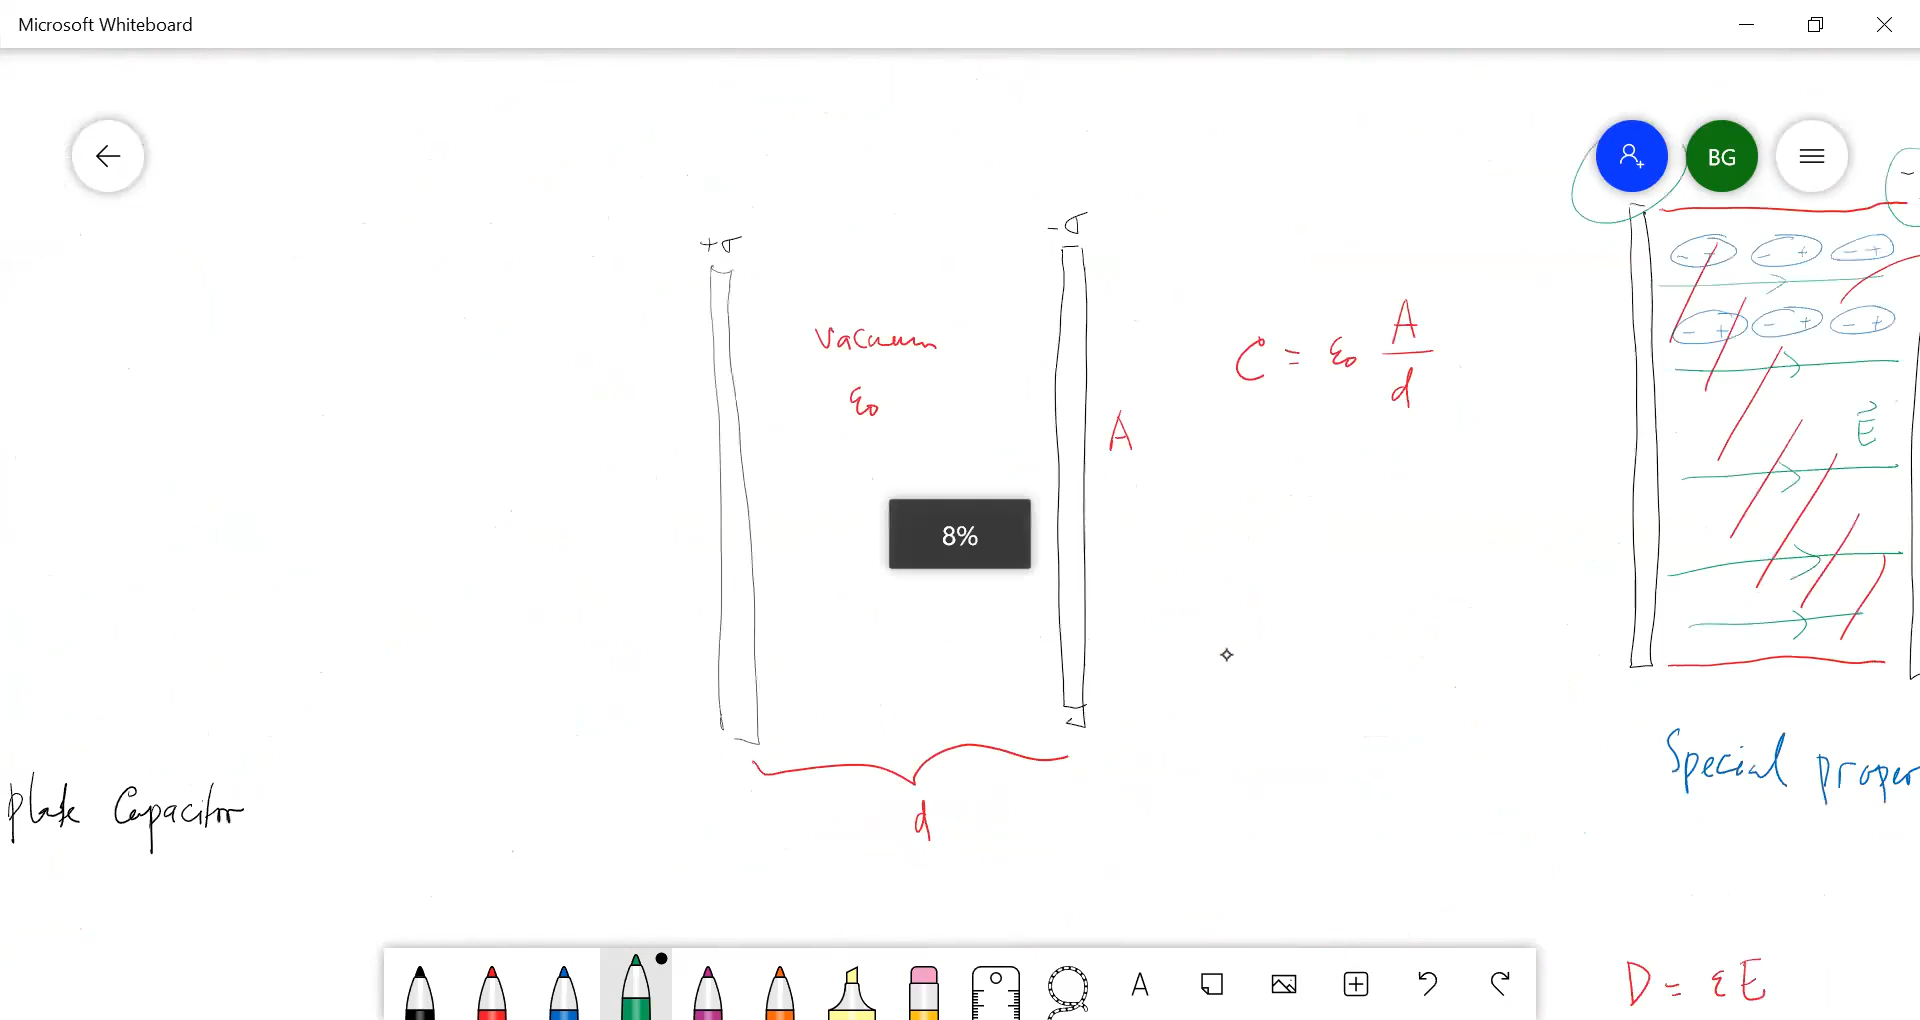 Microsoft Whiteboard
BG
+σ
-σ
vacuum
ε₀
A
C = ε₀ A/d
- + - + - +
- + - + - +
E⃗
8%
d
Plate Capacitor
Special proper
D = εE
A